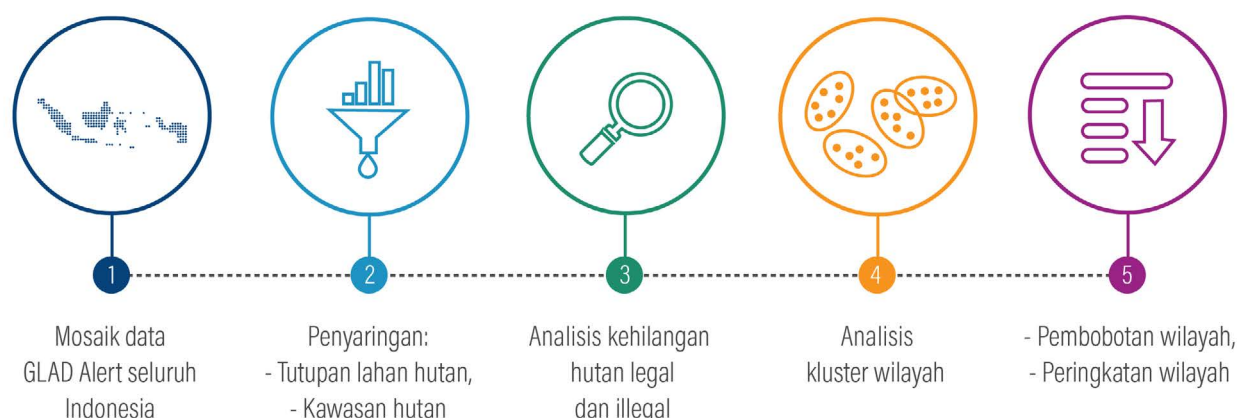 1
Mosaik data
GLAD Alert seluruh
Indonesia
2
Penyaringan:
- Tutupan lahan hutan,
- Kawasan hutan
3
Analisis kehilangan
hutan legal
dan illegal
4
Analisis
kluster wilayah
5
- Pembobotan wilayah,
- Peringkatan wilayah